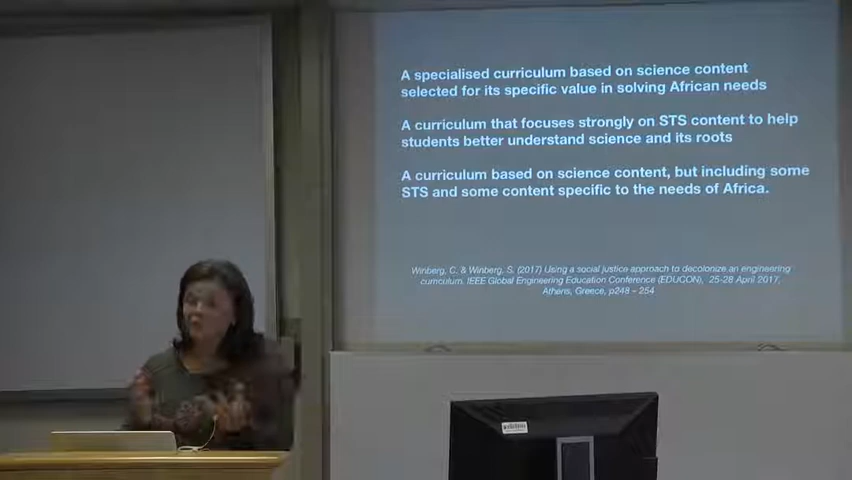 A specialised curriculum based on science content
selected for its specific value in solving African needs
A curriculum that focuses strongly on STS content to help
students better understand science and its roots
A curriculum based on science content, but including some
STS and some content specific to the needs of Africa.
Winberg, C. & Winberg, S. (2017) Using a social justice approach to decolonize an engineering
curriculum. IEEE Global Engineering Education Conference (EDUCON), 25-28 April 2017,
Athens, Greece, p248 – 254